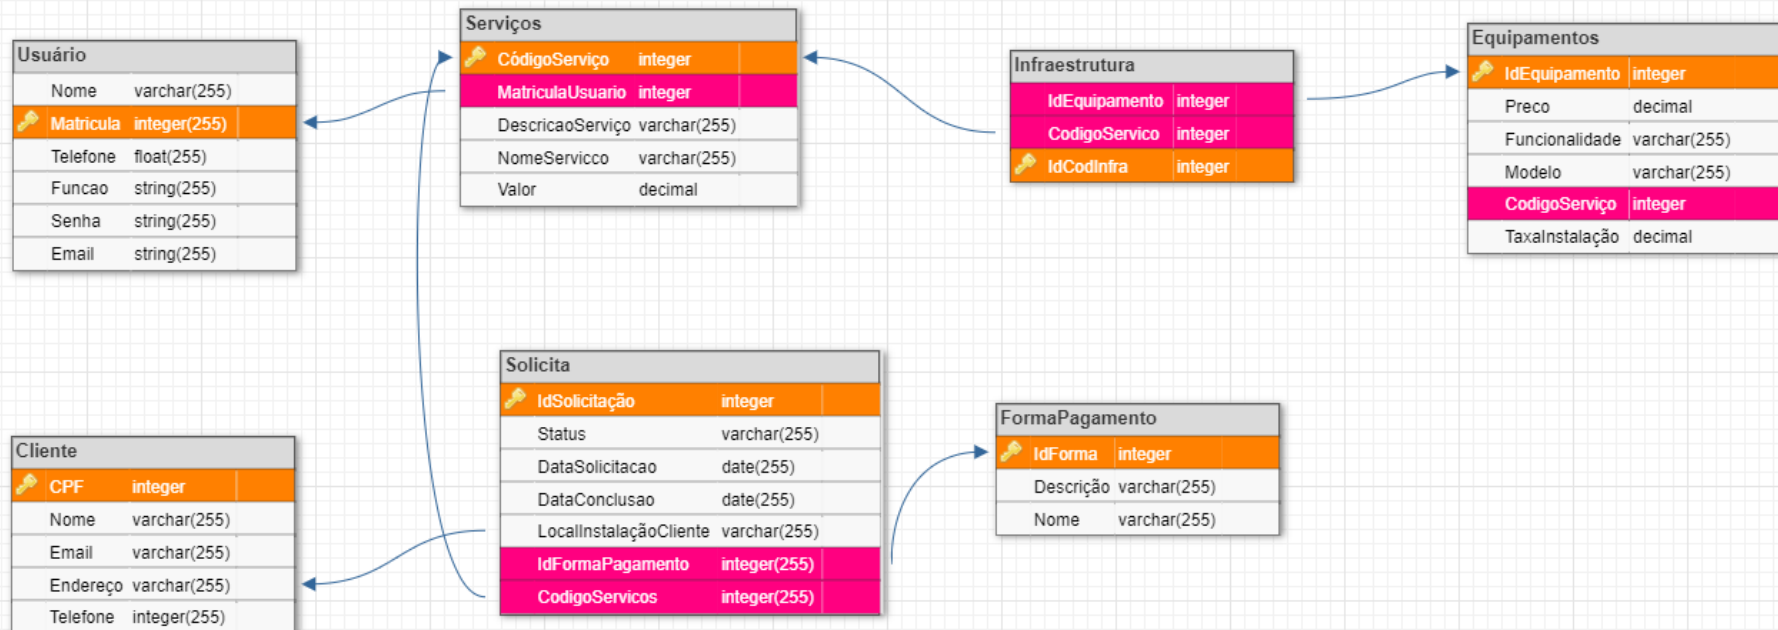 Usuário
Nome varchar(255)
Matricula integer(255)
Telefone float(255)
Funcao string(255)
Senha string(255)
Email string(255)
Serviços
CódigoServiço integer
MatriculaUsuario integer
DescricaoServiço varchar(255)
NomeServicco varchar(255)
Valor decimal
Infraestrutura
IdEquipamento integer
CodigoServico integer
IdCodInfra integer
Equipamentos
IdEquipamento integer
Preco decimal
Funcionalidade varchar(255)
Modelo varchar(255)
CodigoServiço integer
TaxaInstalação decimal
Cliente
CPF integer
Nome varchar(255)
Email varchar(255)
Endereço varchar(255)
Telefone integer(255)
Solicita
IdSolicitação integer
Status varchar(255)
DataSolicitacao date(255)
DataConclusao date(255)
LocalInstalaçãoCliente varchar(255)
IdFormaPagamento integer(255)
CodigoServicos integer(255)
FormaPagamento
IdForma integer
Descrição varchar(255)
Nome varchar(255)